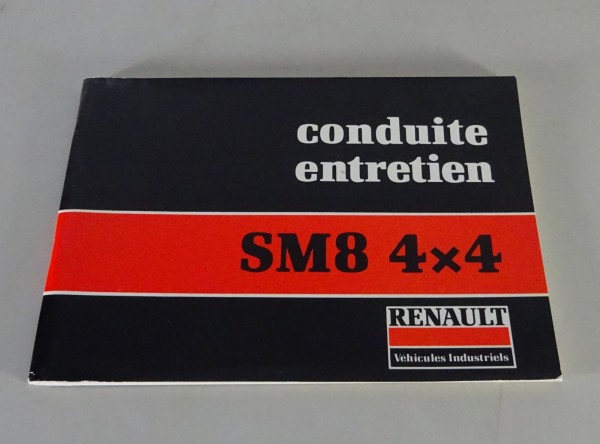 conduite
entretien
SM8 4×4
RENAULT
Véhicules Industriels